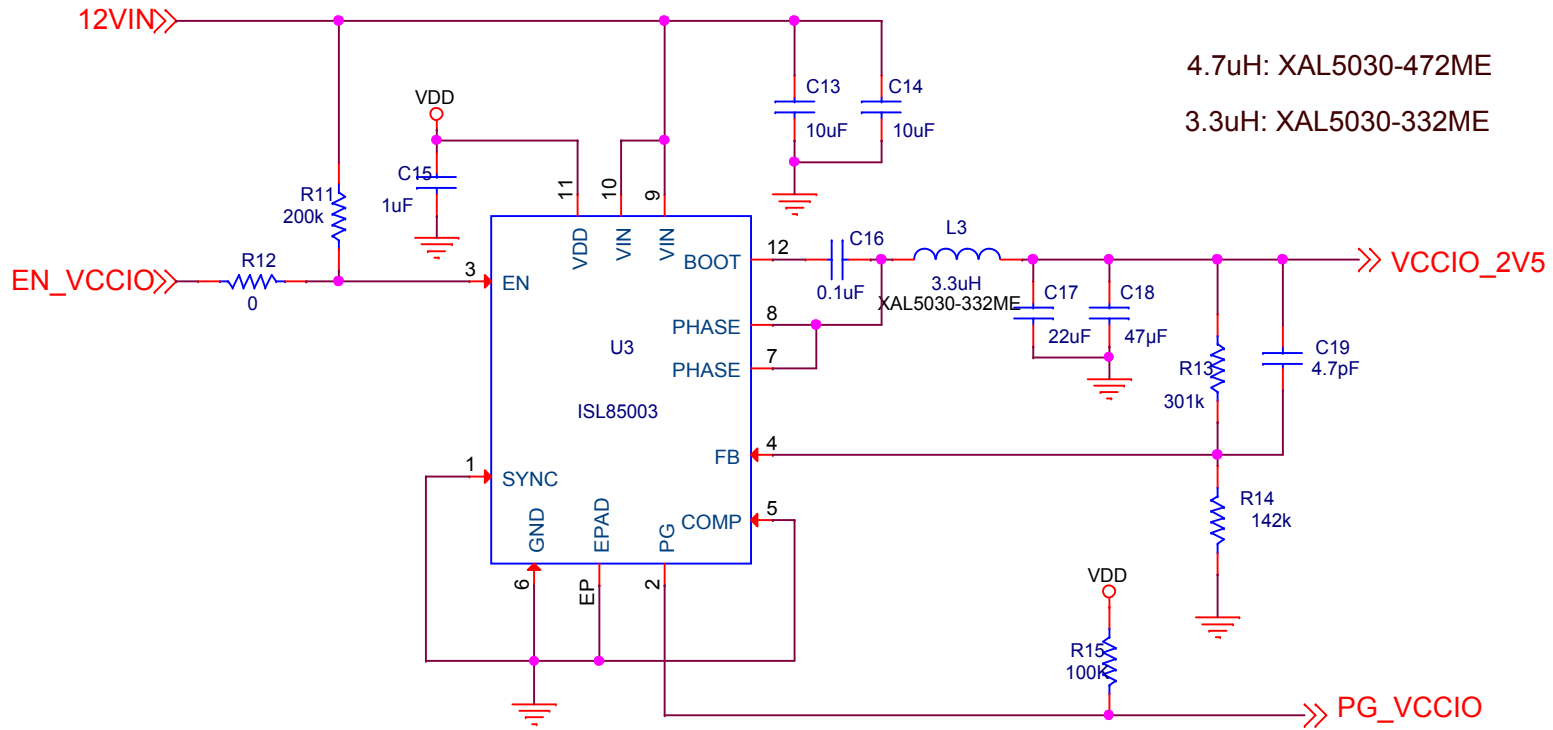 12VIN
4.7uH: XAL5030-472ME
3.3uH: XAL5030-332ME
C13
10uF
C14
10uF
VDD
C15
1uF
R11
200k
11
10
9
VDD
VIN
VIN
EN_VCCIO
R12
0
3
EN
BOOT
12
C16
0.1uF
L3
3.3uH
XAL5030-332ME
VCCIO_2V5
C17
22uF
C18
47µF
PHASE
8
PHASE
7
U3
ISL85003
R13
301k
C19
4.7pF
FB
4
1
SYNC
COMP
5
R14
142k
GND
EPAD
PG
6
EP
2
VDD
R15
100K
PG_VCCIO